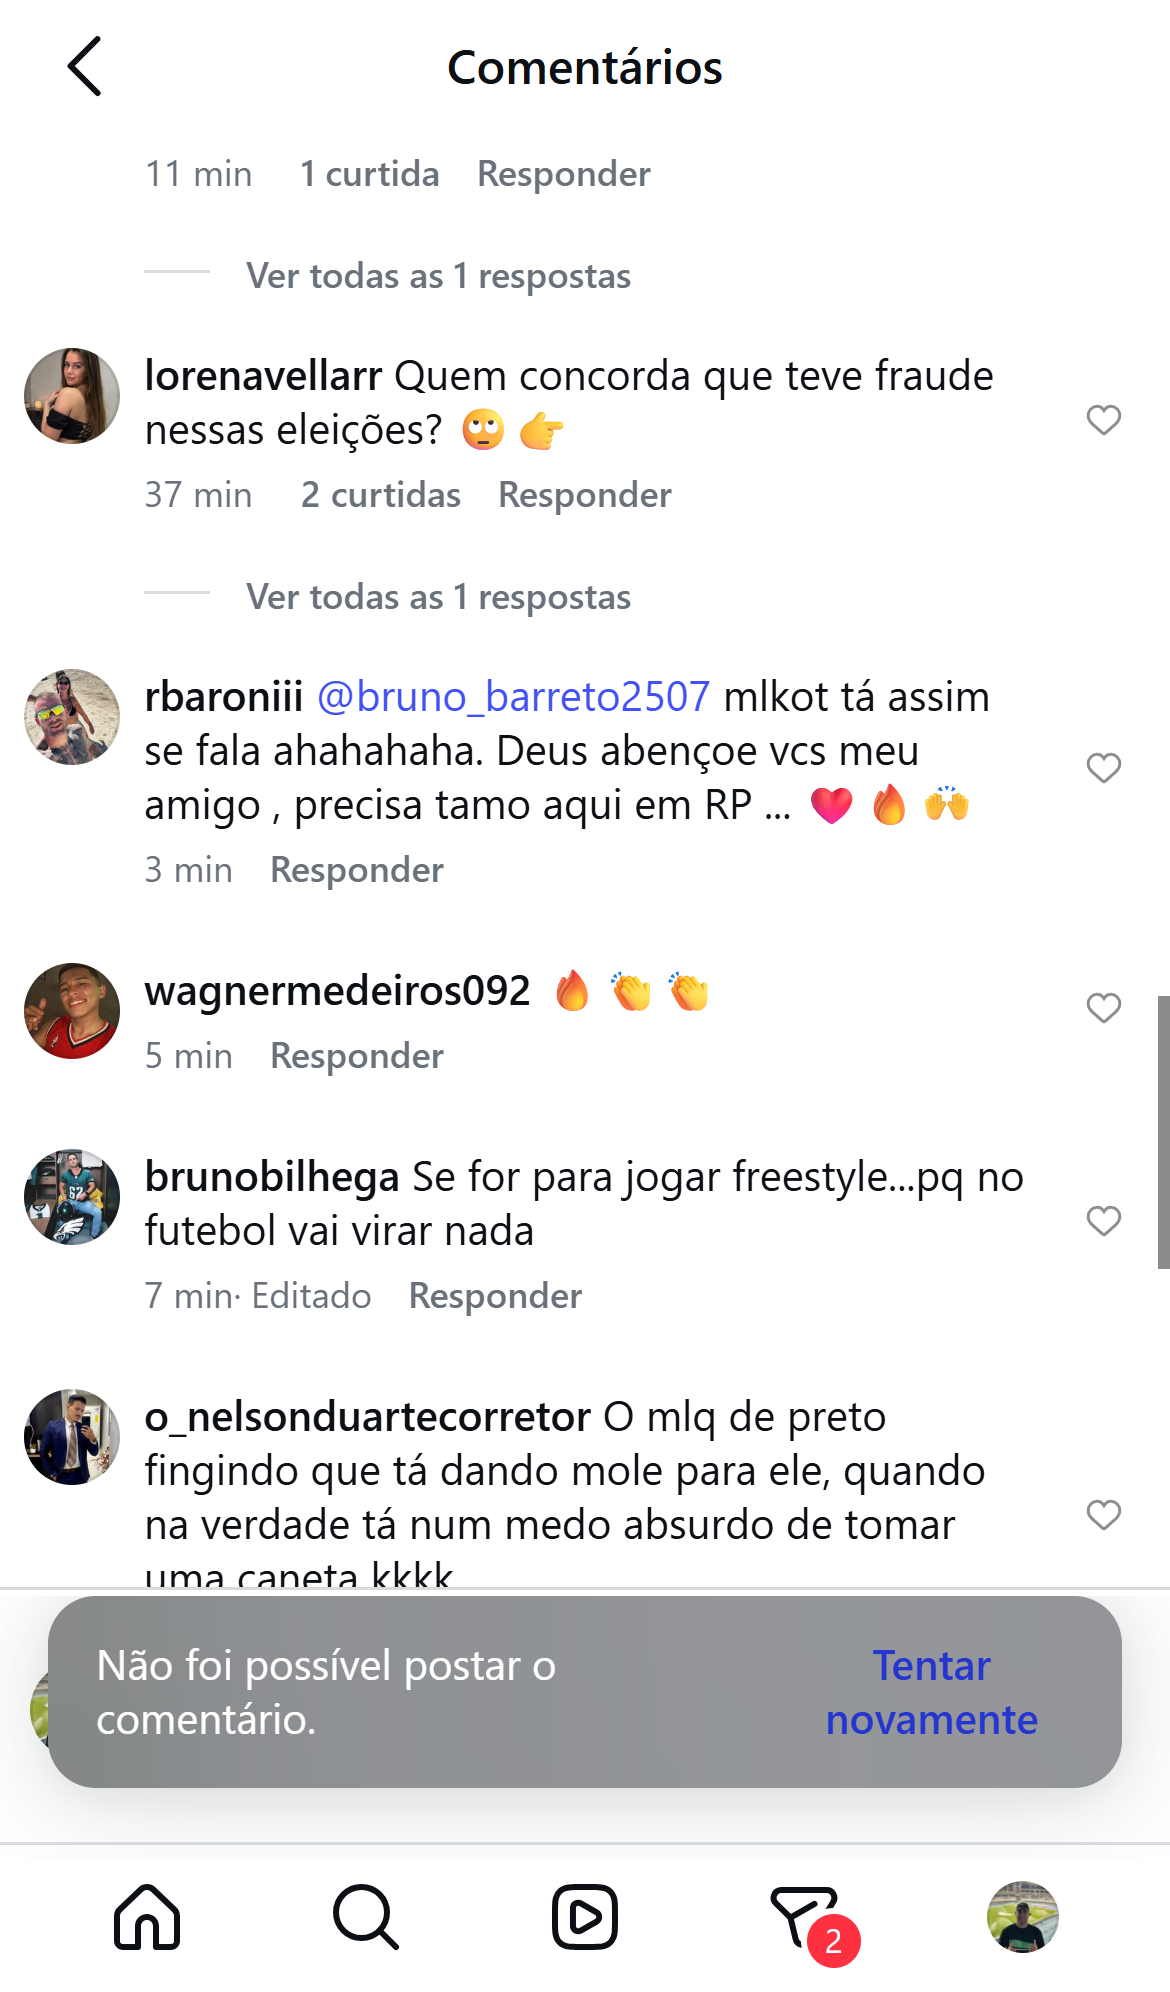 Comentários
11 min 1 curtida Responder
Ver todas as 1 respostas
lorenavellarr Quem concorda que teve fraude
nessas eleições? 🙄 👉
37 min 2 curtidas Responder
Ver todas as 1 respostas
rbaroniii @bruno_barreto2507 mlkot tá assim
se fala ahahahaha. Deus abençoe vcs meu
amigo , precisa tamo aqui em RP ... ❤️ 🔥 🙌
3 min Responder
wagnermedeiros092 🔥 👏 👏
5 min Responder
brunobilhega Se for para jogar freestyle...pq no
futebol vai virar nada
7 min· Editado Responder
o_nelsonduartecorretor O mlq de preto
fingindo que tá dando mole para ele, quando
na verdade tá num medo absurdo de tomar
uma caneta kkkk
Não foi possível postar o
comentário.
Tentar
novamente
2